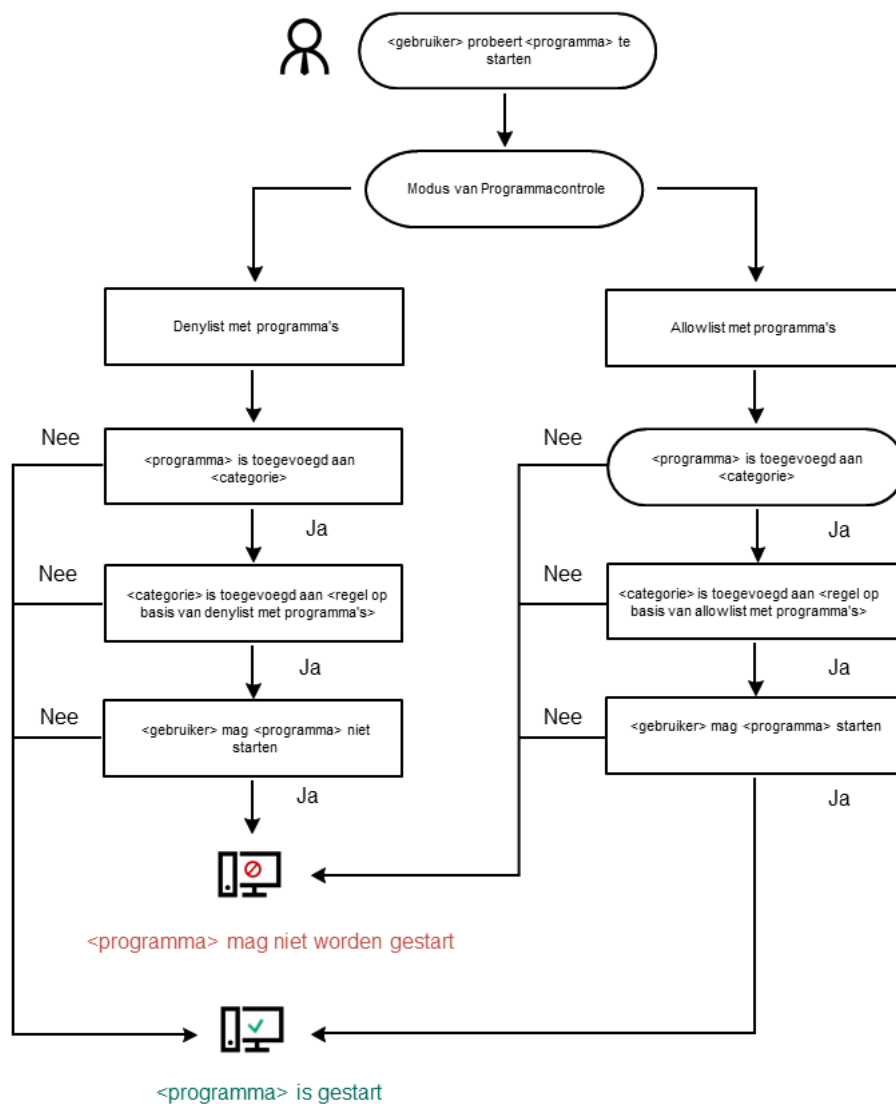 <gebruiker> probeert <programma> te
starten
Modus van Programmacontrole
Denylist met programma's
Allowlist met programma's
Nee
<programma> is toegevoegd aan
<categorie>
Ja
Nee
<programma> is toegevoegd aan
<categorie>
Ja
Nee
<categorie> is toegevoegd aan <regel op
basis van denylist met programma's>
Ja
Nee
<categorie> is toegevoegd aan <regel op
basis van allowlist met programma's>
Ja
Nee
<gebruiker> mag <programma> niet
starten
Ja
Nee
<gebruiker> mag <programma> starten
Ja
<programma> mag niet worden gestart
<programma> is gestart